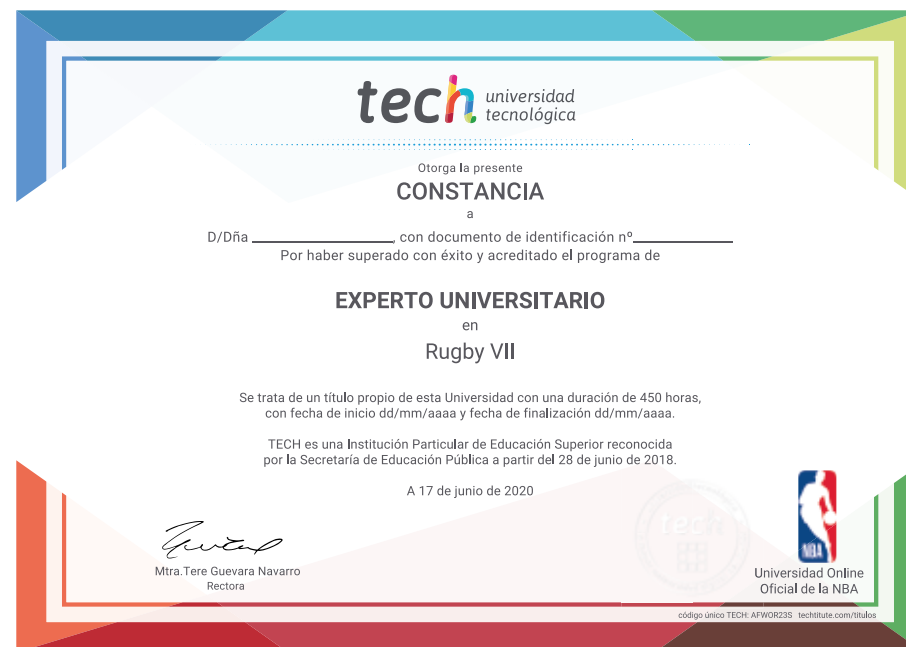 tech universidad
tecnológica
Otorga la presente
CONSTANCIA
a
D/Dña ____________________, con documento de identificación nº______________
Por haber superado con éxito y acreditado el programa de
EXPERTO UNIVERSITARIO
en
Rugby VII
Se trata de un título propio de esta Universidad con una duración de 450 horas,
con fecha de inicio dd/mm/aaaa y fecha de finalización dd/mm/aaaa.
TECH es una Institución Particular de Educación Superior reconocida
por la Secretaría de Educación Pública a partir del 28 de junio de 2018.
A 17 de junio de 2020
tech
NBA
Mtra.Tere Guevara Navarro
Rectora
Universidad Online
Oficial de la NBA
código único TECH: AFWOR23S techtitute.com/titulos